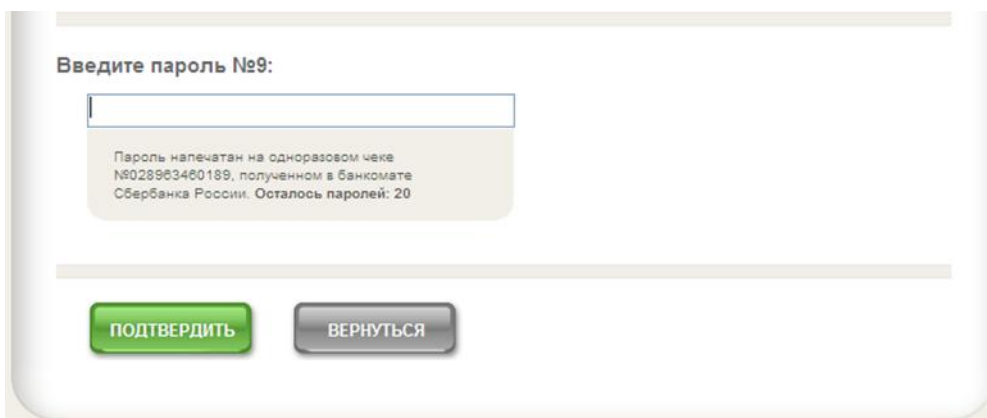 Введите пароль №9:
Пароль напечатан на одноразовом чеке
№028963460189, полученном в банкомате
Сбербанка России. Осталось паролей: 20
ПОДТВЕРДИТЬ
ВЕРНУТЬСЯ